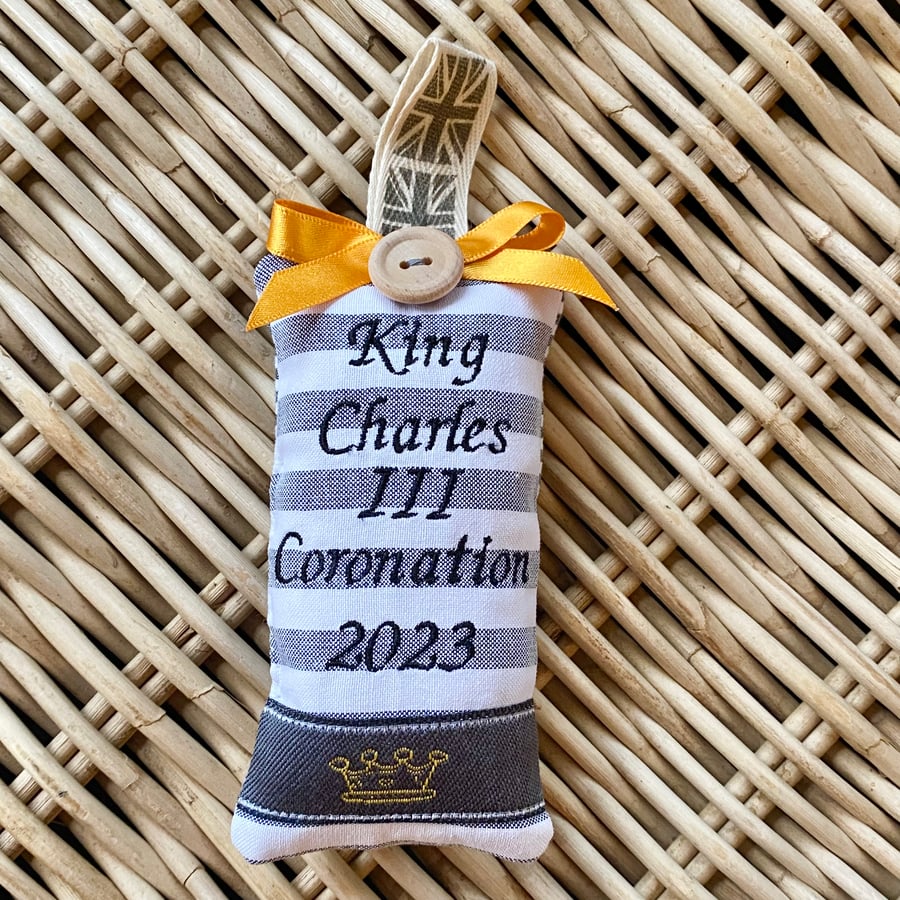 King
Charles
III
Coronation
2023